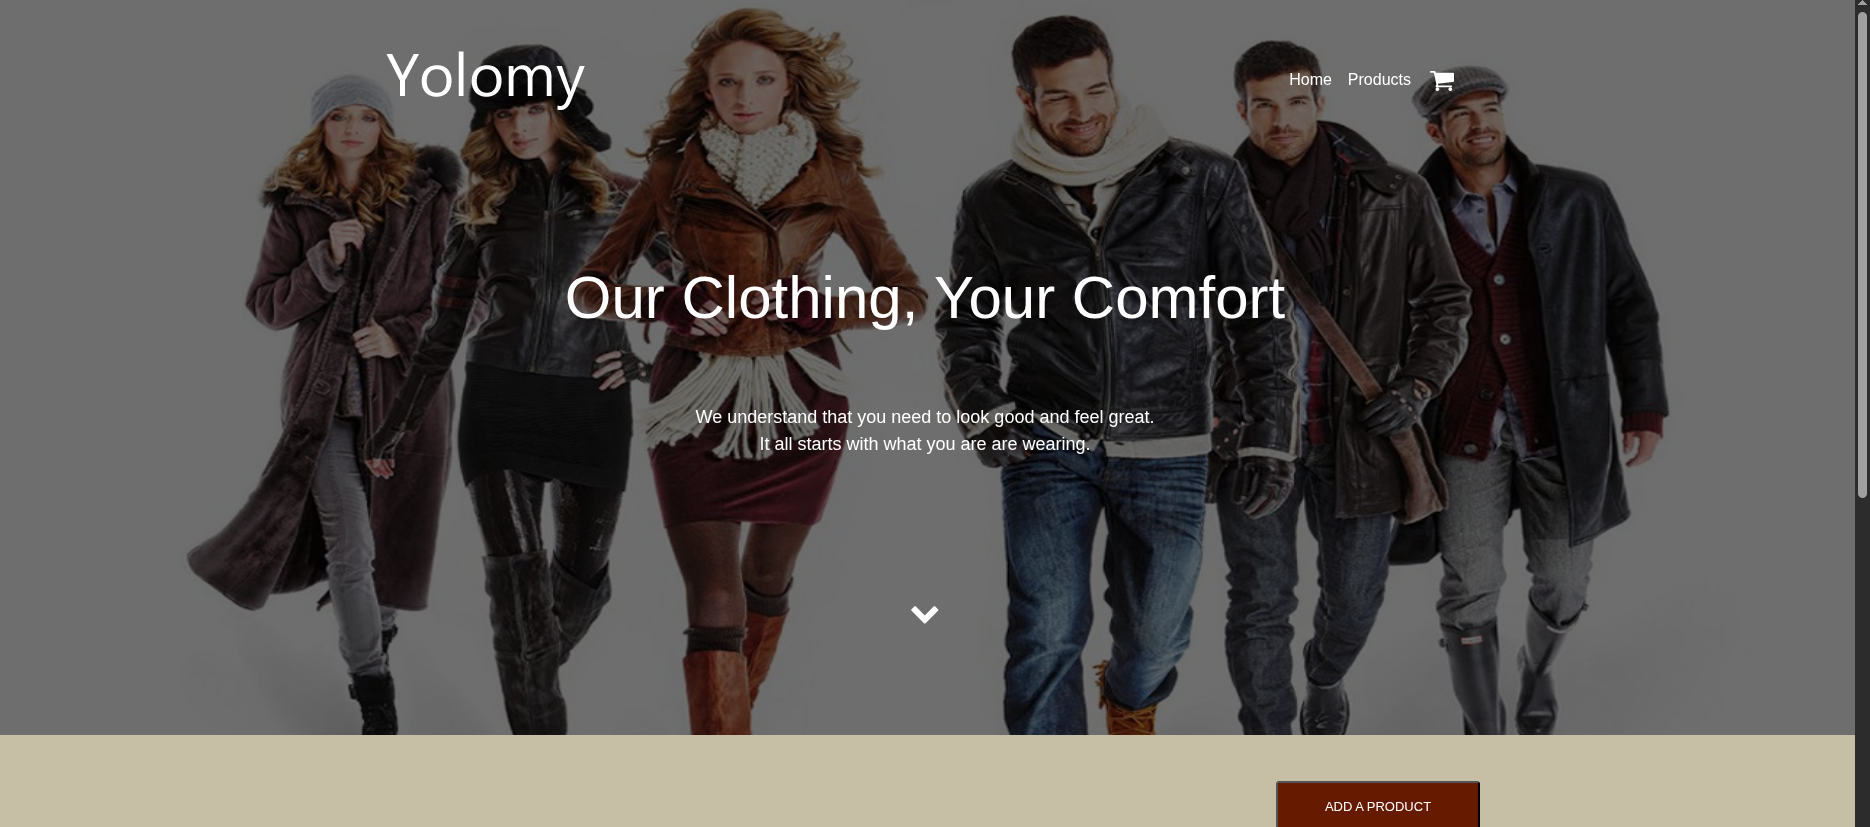 Yolomy
Home Products
Our Clothing, Your Comfort
We understand that you need to look good and feel great.
It all starts with what you are are wearing.
ADD A PRODUCT